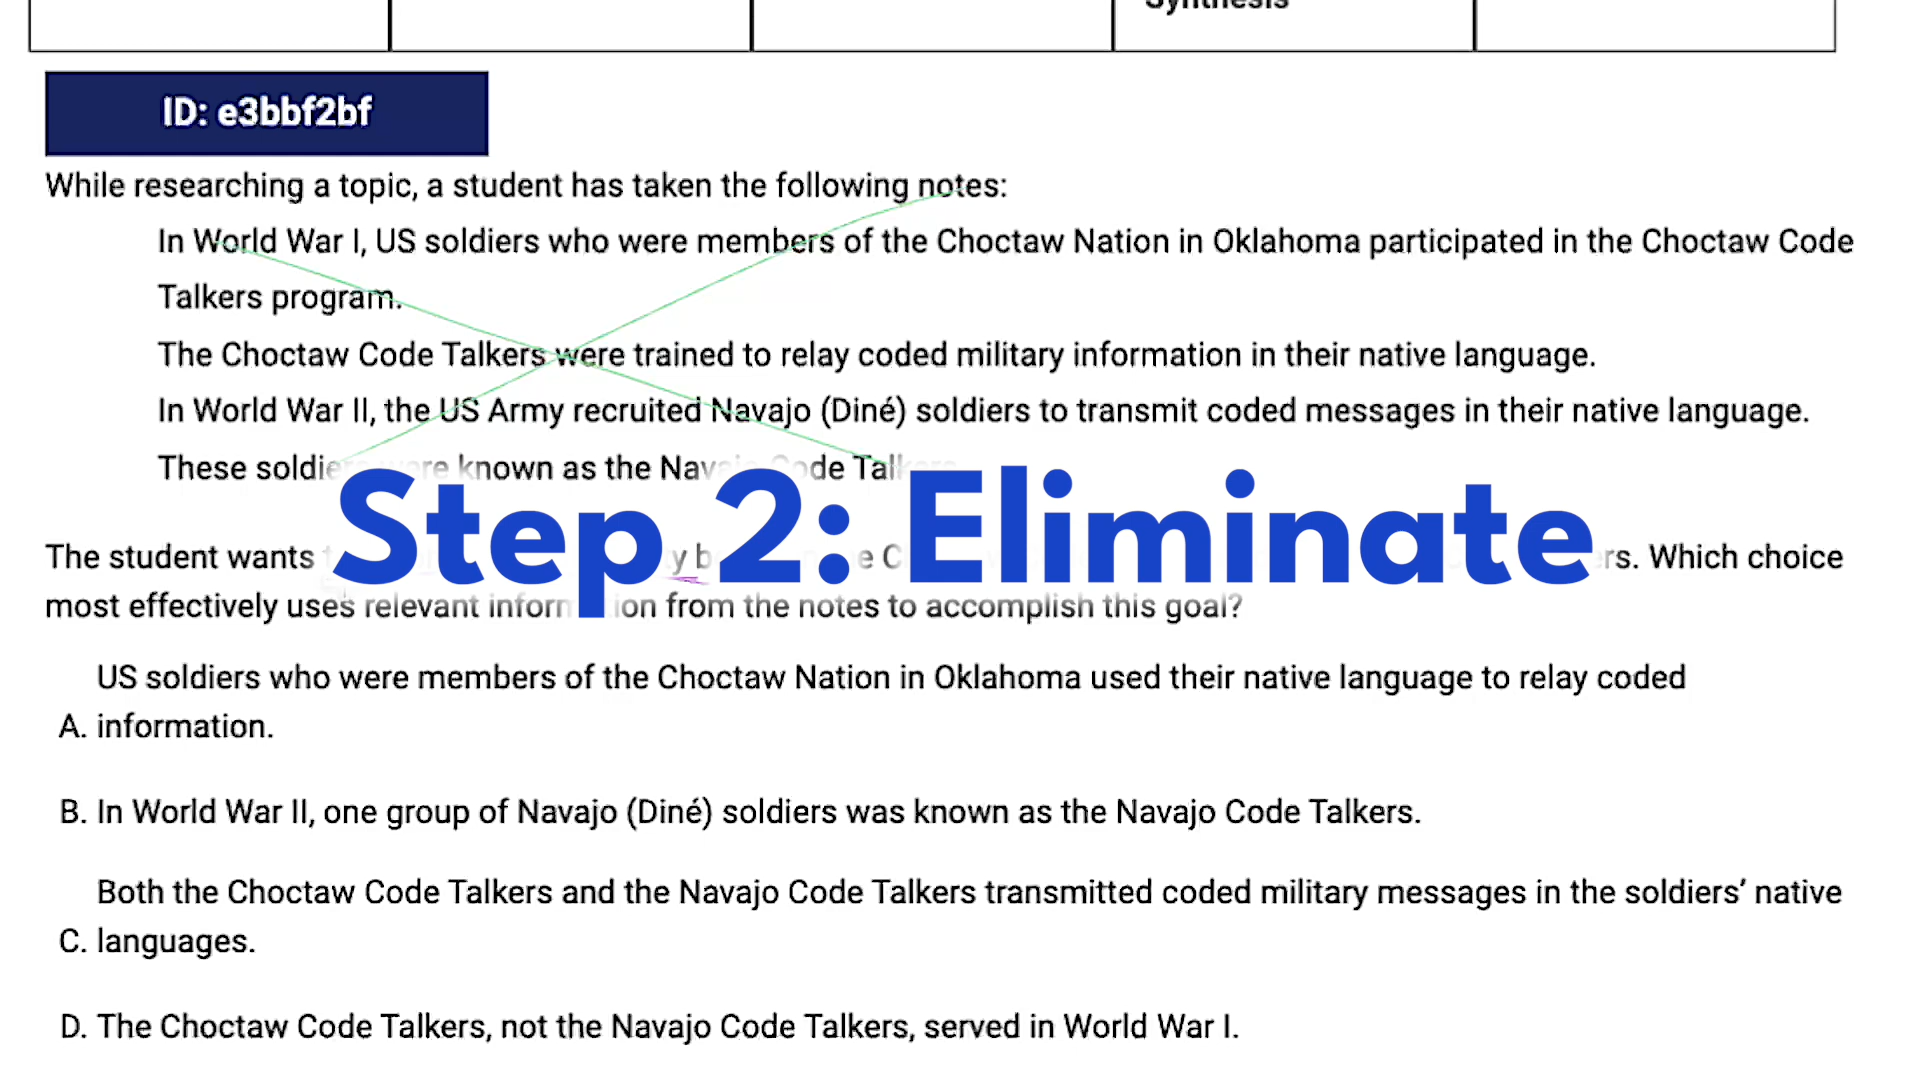 Synthesis
ID: e3bbf2bf
While researching a topic, a student has taken the following notes:
In World War I, US soldiers who were members of the Choctaw Nation in Oklahoma participated in the Choctaw Code
Talkers program.
The Choctaw Code Talkers were trained to relay coded military information in their native language.
In World War II, the US Army recruited Navajo (Diné) soldiers to transmit coded messages in their native language.
These known as the
Step 2: Eliminate
The student wants Which choice
most effectively uses relevant from the notes to accomplish this goal?
US soldiers who were members of the Choctaw Nation in Oklahoma used their native language to relay coded
A. information.
B. In World War II, one group of Navajo (Diné) soldiers was known as the Navajo Code Talkers.
Both the Choctaw Code Talkers and the Navajo Code Talkers transmitted coded military messages in the soldiers’ native
C. languages.
D. The Choctaw Code Talkers, not the Navajo Code Talkers, served in World War I.